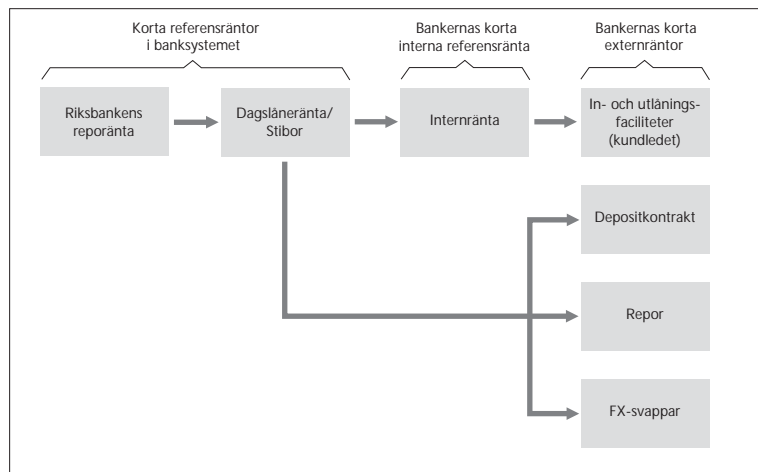 Korta referensräntor
i banksystemet
Bankernas korta
interna referensränta
Bankernas korta
externräntor
Riksbankens
reporänta
Dagslåneränta/
Stibor
Internränta
In- och utlånings-
faciliteter
(kundledet)
Depositkontrakt
Repor
FX-svappar